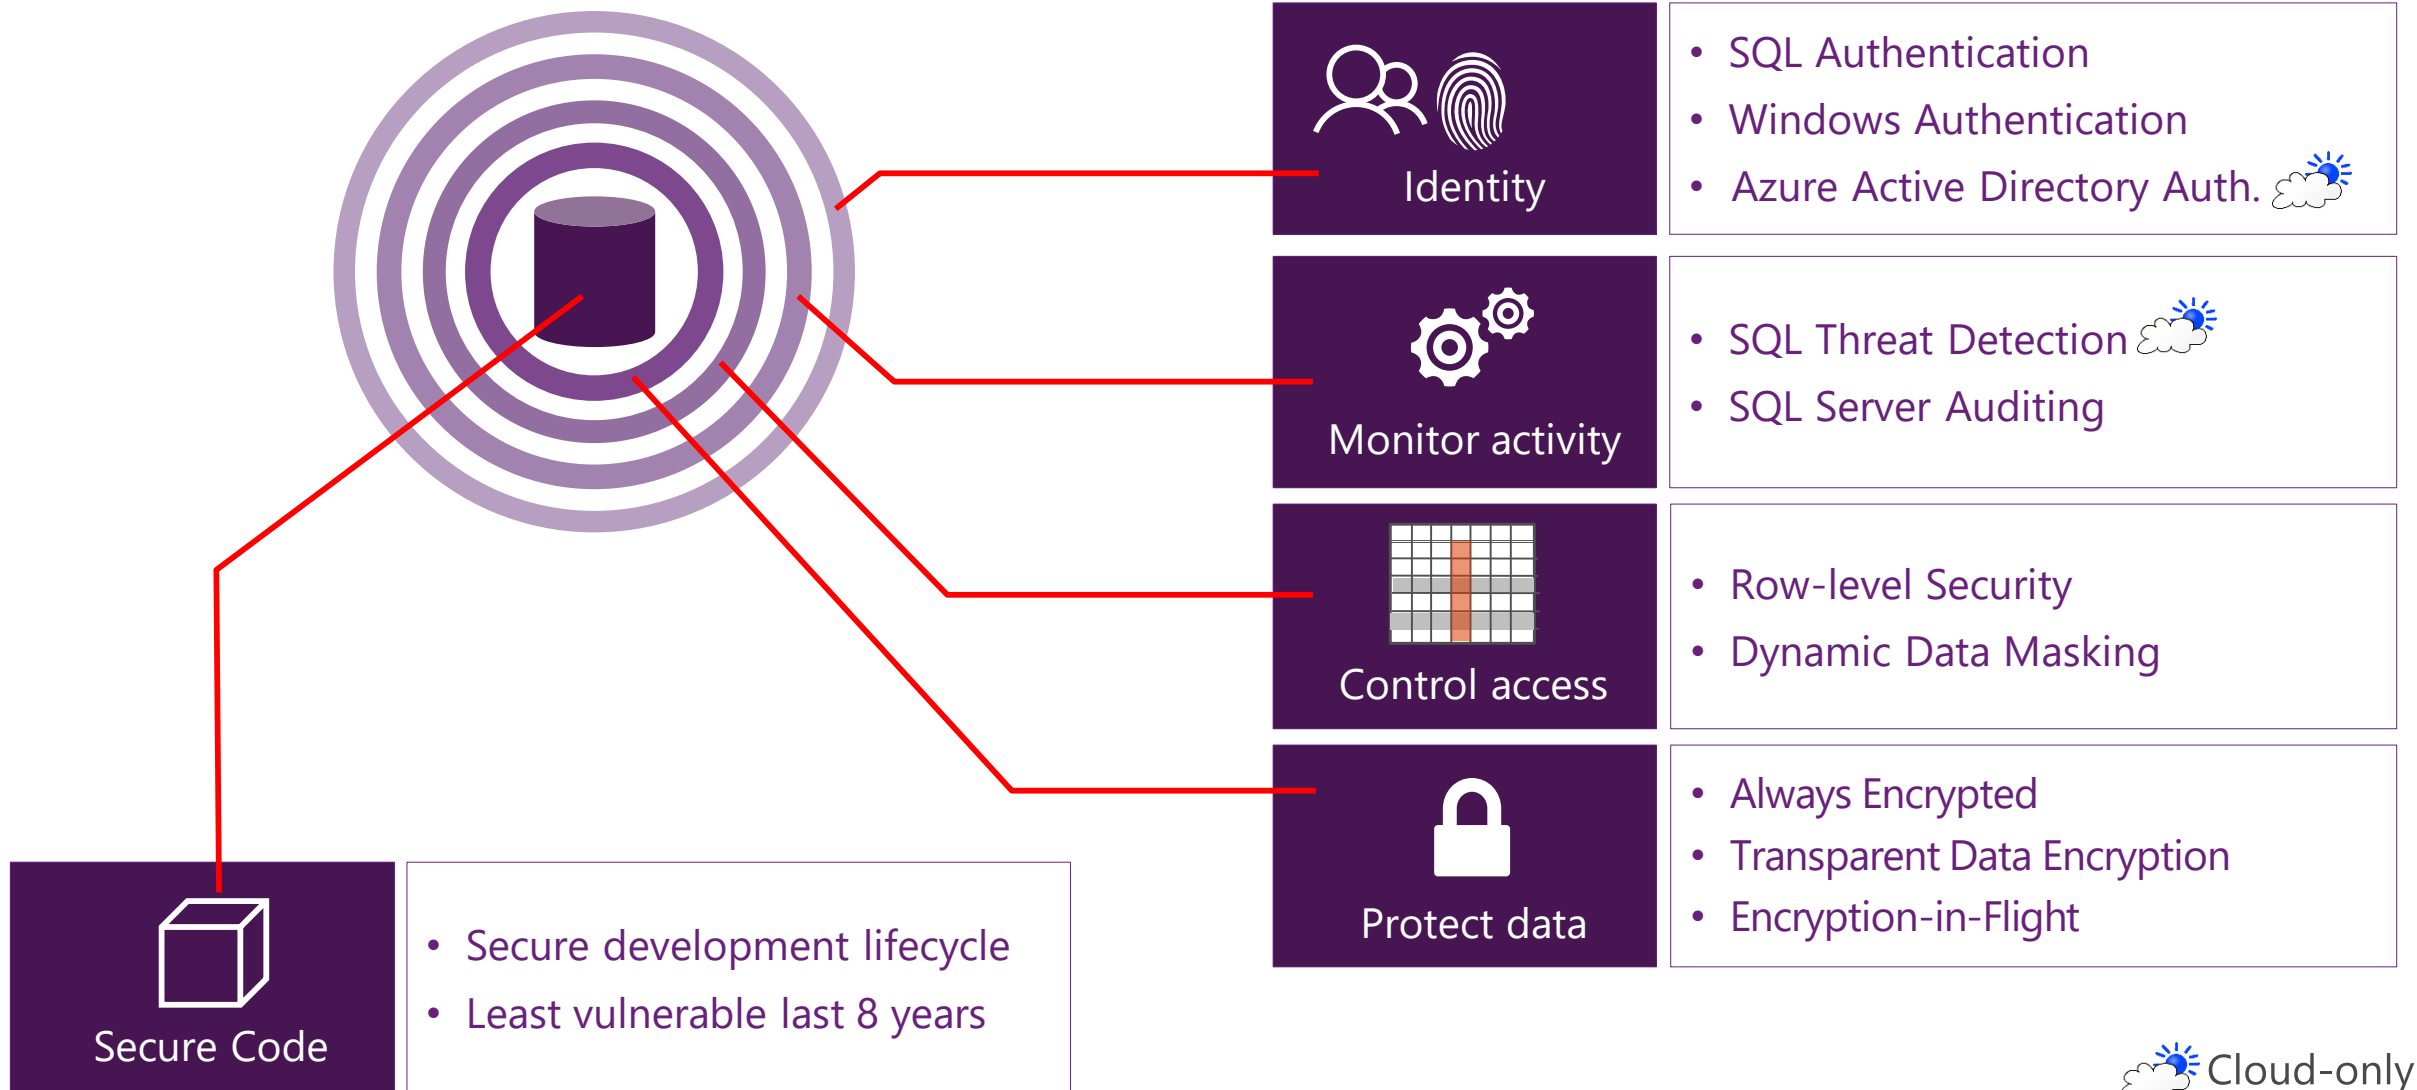 • SQL Authentication
• Windows Authentication
• Azure Active Directory Auth.
Identity
• SQL Threat Detection
• SQL Server Auditing
Monitor activity
• Row-level Security
• Dynamic Data Masking
Control access
• Always Encrypted
• Transparent Data Encryption
• Encryption-in-Flight
Protect data
• Secure development lifecycle
• Least vulnerable last 8 years
Secure Code
Cloud-only